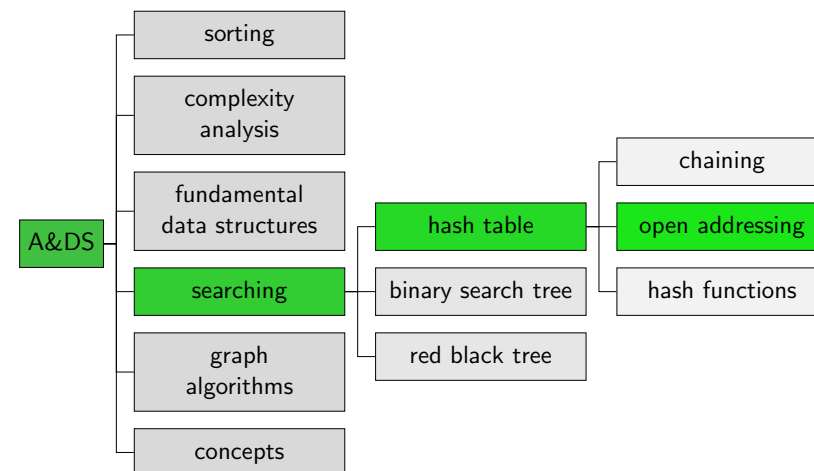 sorting
complexity
analysis
fundamental
data structures
A&DS
searching
graph
algorithms
concepts
hash table
binary search tree
red black tree
chaining
open addressing
hash functions